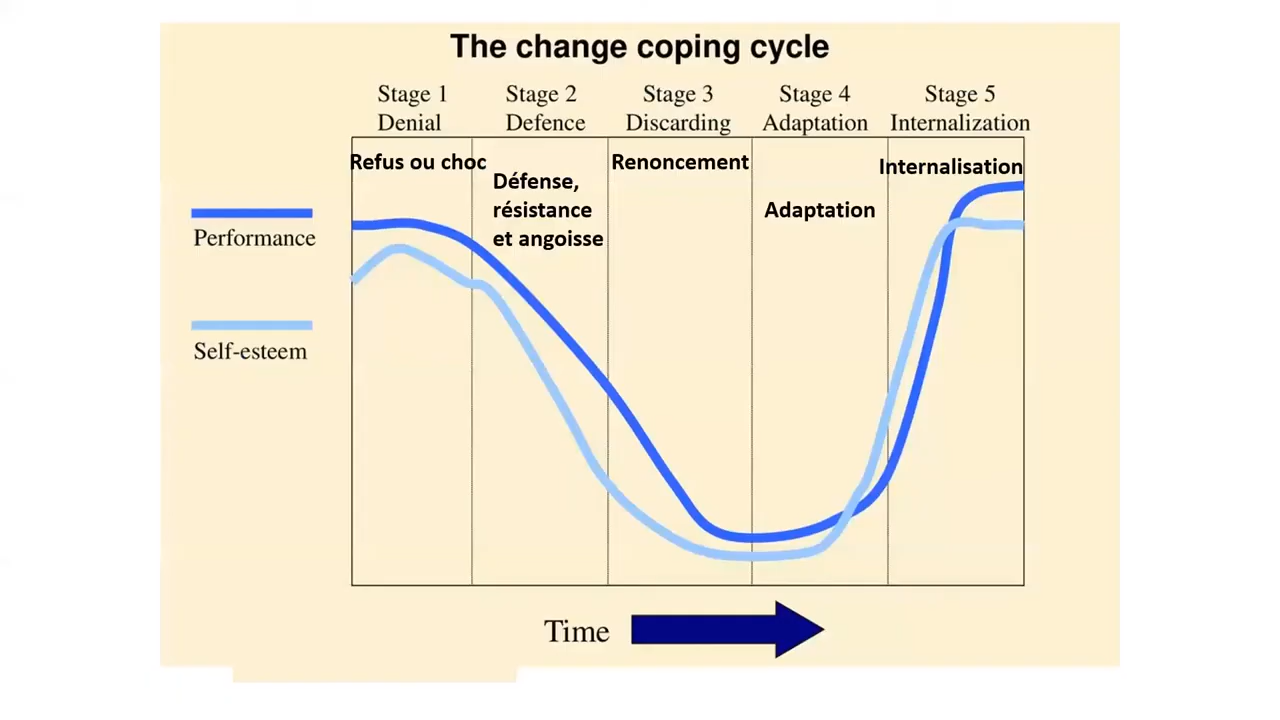 The change coping cycle
Stage 1
Denial
Stage 2
Defence
Stage 3
Discarding
Stage 4
Adaptation
Stage 5
Internalization
Refus ou choc
Défense,
résistance
et angoisse
Renoncement
Adaptation
Internalisation
Performance
Self-esteem
Time